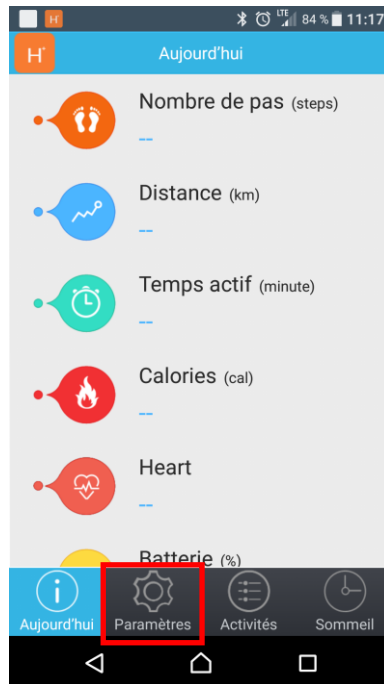 H
LTE 84 % 11:17
H+ Aujourd'hui
Nombre de pas (steps)
--
Distance (km)
--
Temps actif (minute)
--
Calories (cal)
--
Heart
--
Batterie (%)
Aujourd'hui Paramètres Activités Sommeil